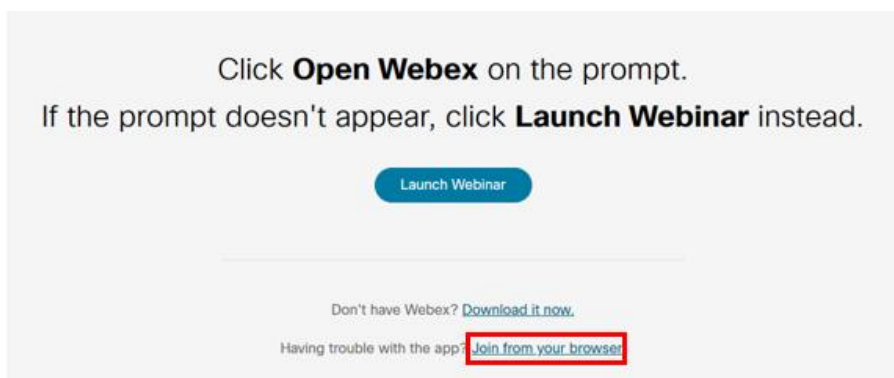 Click Open Webex on the prompt.
If the prompt doesn't appear, click Launch Webinar instead.
Launch Webinar
Don't have Webex? Download it now.
Having trouble with the app? Join from your browser